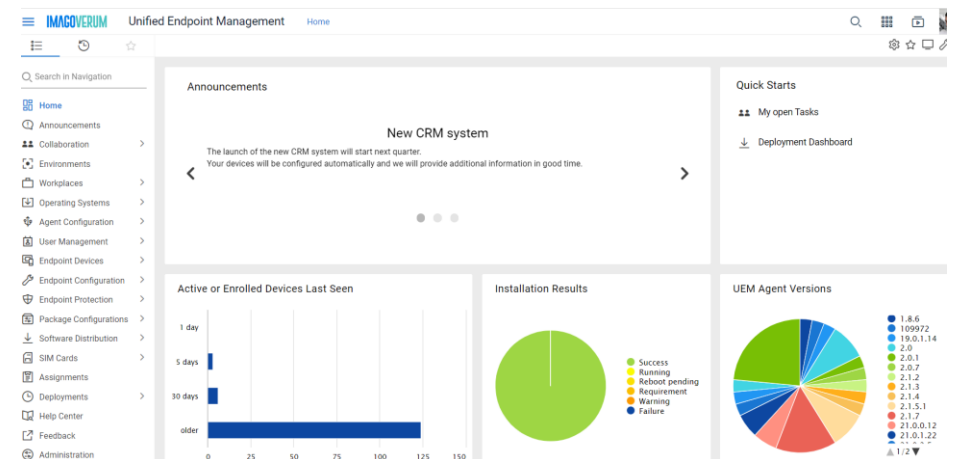 IMAGOVERUM Unified Endpoint Management Home
Search in Navigation
Home
Announcements
Collaboration
Environments
Workplaces
Operating Systems
Agent Configuration
User Management
Endpoint Devices
Endpoint Configuration
Endpoint Protection
Package Configurations
Software Distribution
SIM Cards
Assignments
Deployments
Help Center
Feedback
Administration
Announcements
New CRM system
The launch of the new CRM system will start next quarter.
Your devices will be configured automatically and we will provide additional information in good time.
Quick Starts
My open Tasks
Deployment Dashboard
Active or Enrolled Devices Last Seen
1 day
5 days
30 days
older
0 25 50 75 100 125 150
Installation Results
Success
Running
Reboot pending
Requirement
Warning
Failure
UEM Agent Versions
1.8.6
109972
19.0.1.14
2.0
2.0.1
2.0.7
2.1.2
2.1.3
2.1.4
2.1.5.1
2.1.7
21.0.0.12
21.0.1.22
1/2